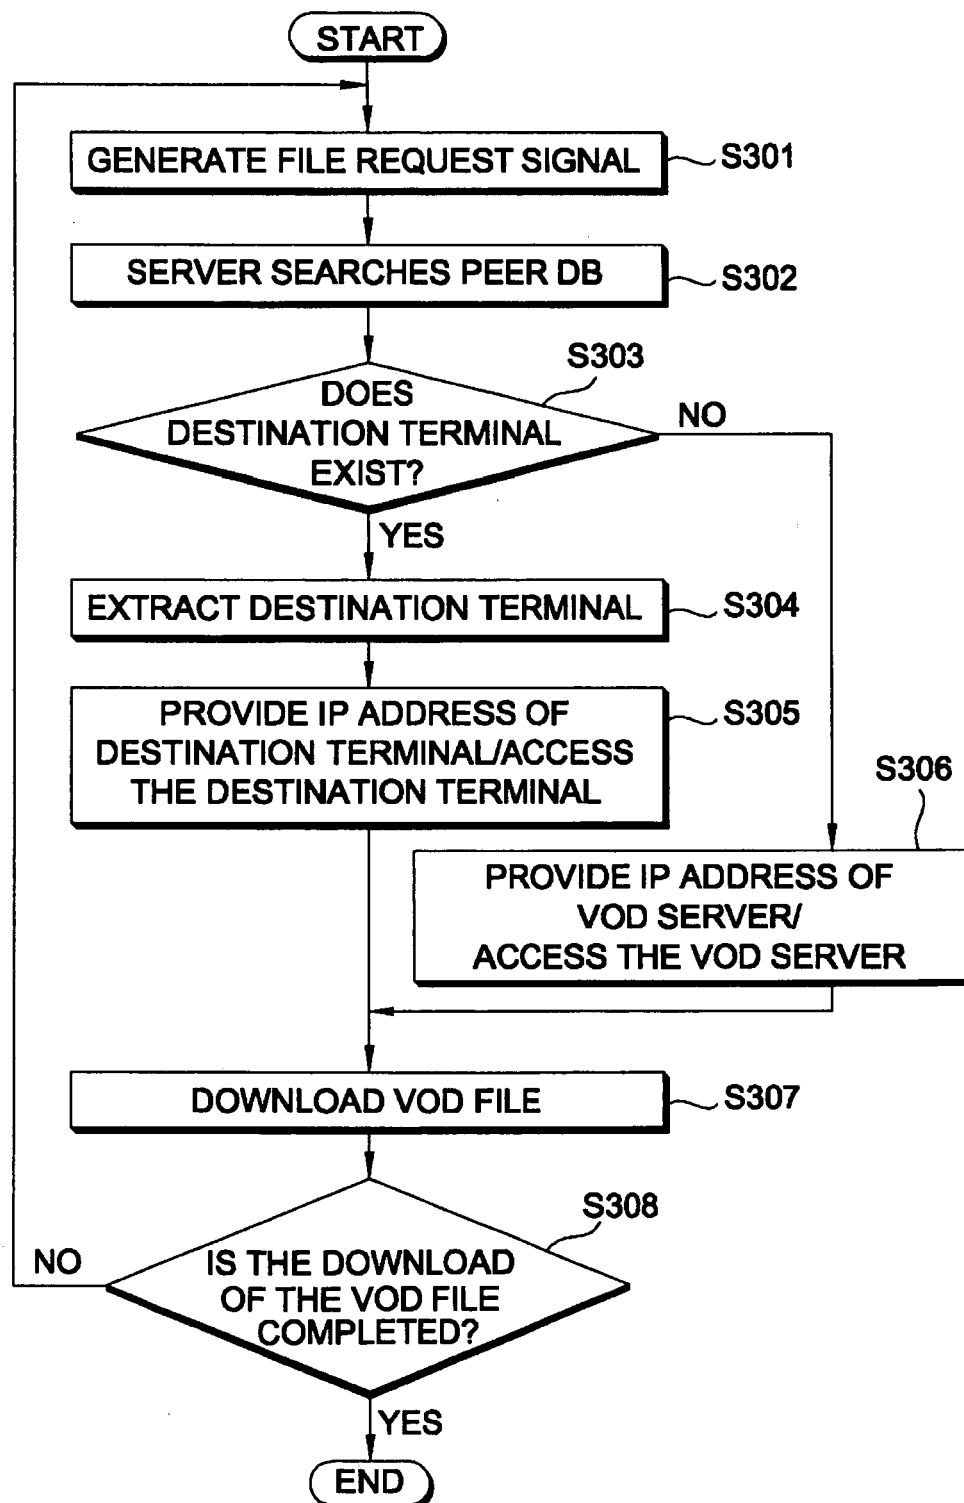 START
GENERATE FILE REQUEST SIGNAL
S301
SERVER SEARCHES PEER DB
S302
S303
DOES
DESTINATION TERMINAL
EXIST?
NO
YES
EXTRACT DESTINATION TERMINAL
S304
PROVIDE IP ADDRESS OF
DESTINATION TERMINAL/ACCESS
THE DESTINATION TERMINAL
S305
S306
PROVIDE IP ADDRESS OF
VOD SERVER/
ACCESS THE VOD SERVER
DOWNLOAD VOD FILE
S307
S308
IS THE DOWNLOAD
OF THE VOD FILE
COMPLETED?
NO
YES
END